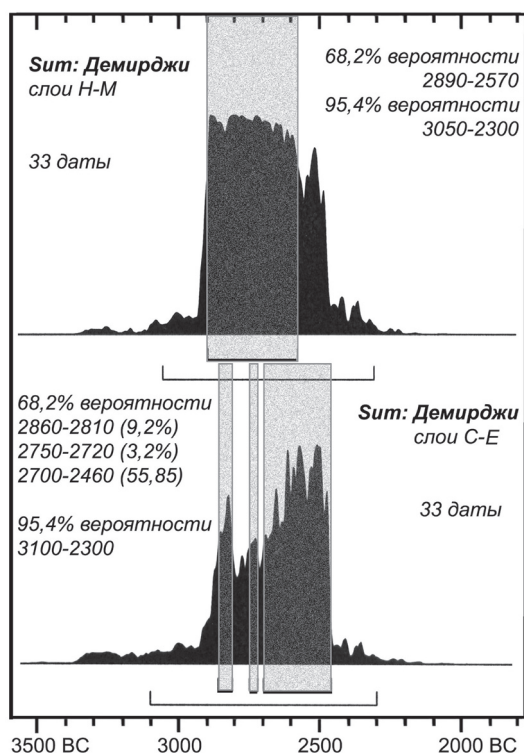 Sum: Демирджи
слои H-M
33 даты
68,2% вероятности
2890-2570
95,4% вероятности
3050-2300
68,2% вероятности
2860-2810 (9,2%)
2750-2720 (3,2%)
2700-2460 (55,85)
95,4% вероятности
3100-2300
Sum: Демирджи
слои C-E
33 даты
3500 BC 3000 BC 2500 BC 2000 BC